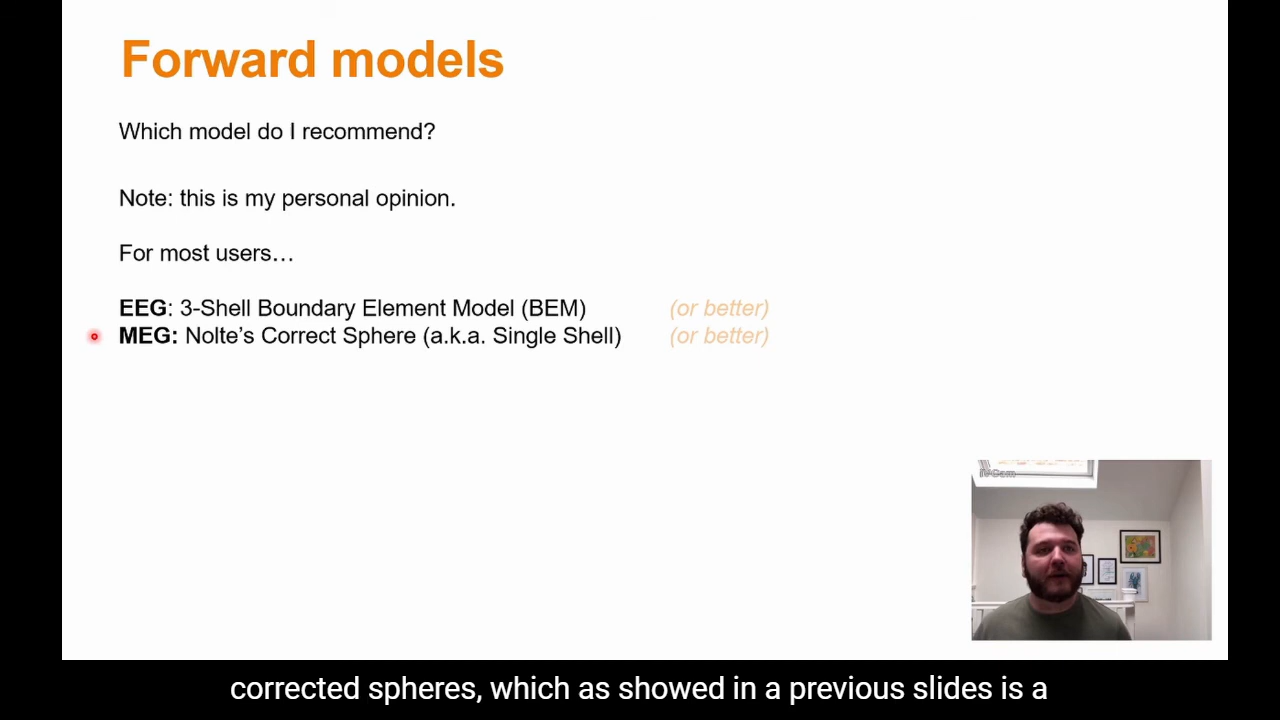 Forward models
Which model do I recommend?
Note: this is my personal opinion.
For most users…
EEG: 3-Shell Boundary Element Model (BEM) (or better)
MEG: Nolte’s Correct Sphere (a.k.a. Single Shell) (or better)
corrected spheres, which as showed in a previous slides is a